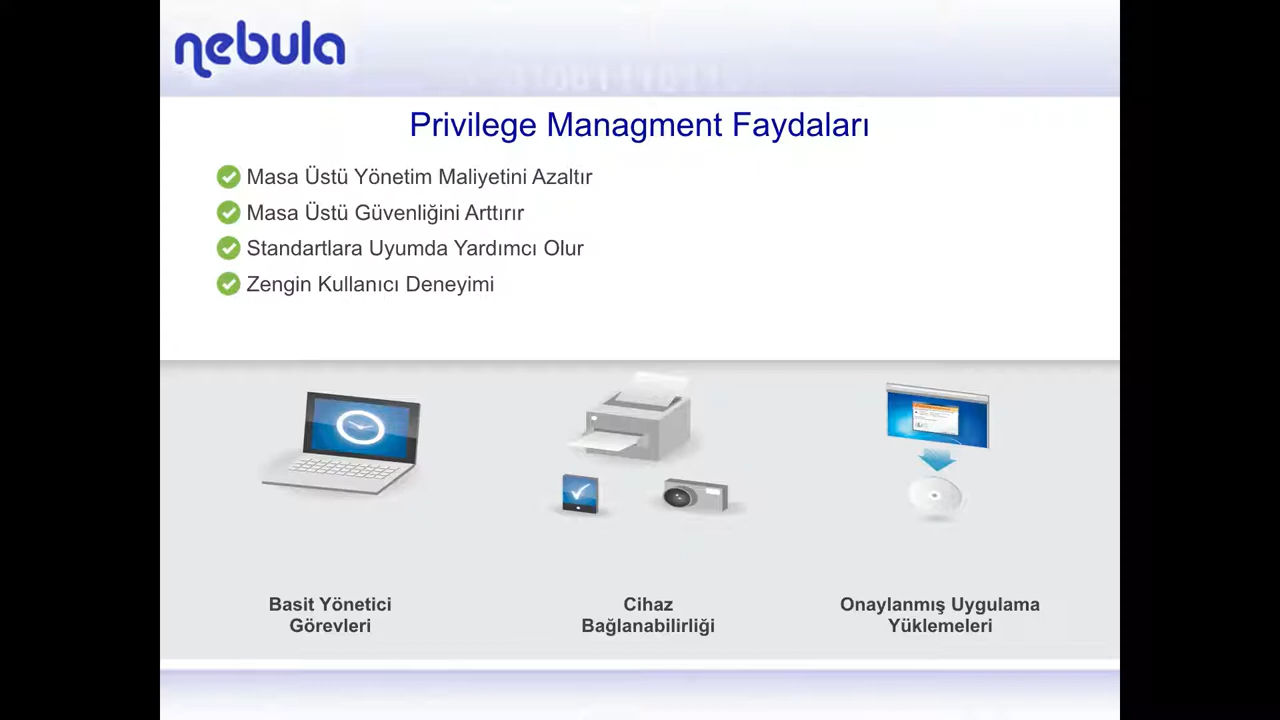 nebula
Privilege Managment Faydaları
Masa Üstü Yönetim Maliyetini Azaltır
Masa Üstü Güvenliğini Arttırır
Standartlara Uyumda Yardımcı Olur
Zengin Kullanıcı Deneyimi
Basit Yönetici
Görevleri
Cihaz
Bağlanabilirliği
Onaylanmış Uygulama
Yüklemeleri